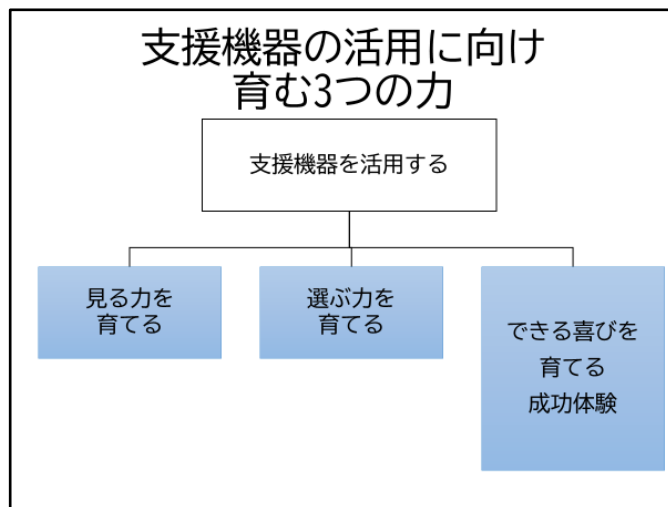 支援機器の活用に向け
育む3つの力
支援機器を活用する
見る力を
育てる
選ぶ力を
育てる
できる喜びを
育てる
成功体験